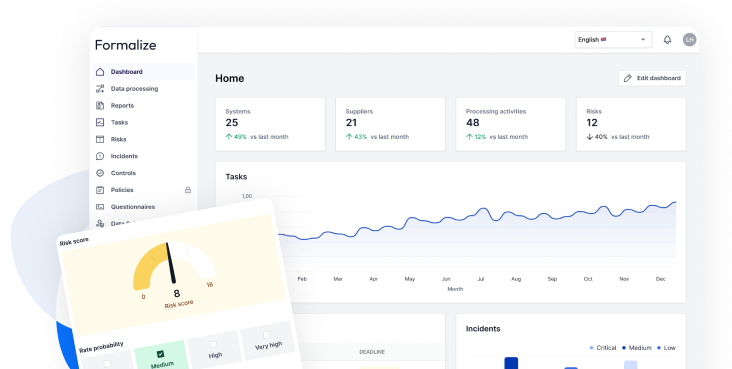 Formalize
English
LH
Dashboard
Data processing
Reports
Tasks
Risks
Incidents
Controls
Policies
Questionnaires
Home
Edit dashboard
Systems
25
49% vs last month
Suppliers
21
43% vs last month
Processing activities
48
12% vs last month
Risks
12
40% vs last month
Tasks
1,00
Feb Mar Apr May Jun Jul Aug Sep Oct Nov Dec
Month
Risk score
0 8 16
Risk score
Rate probability
Medium High Very high
DEADLINE
Incidents
Critical Medium Low